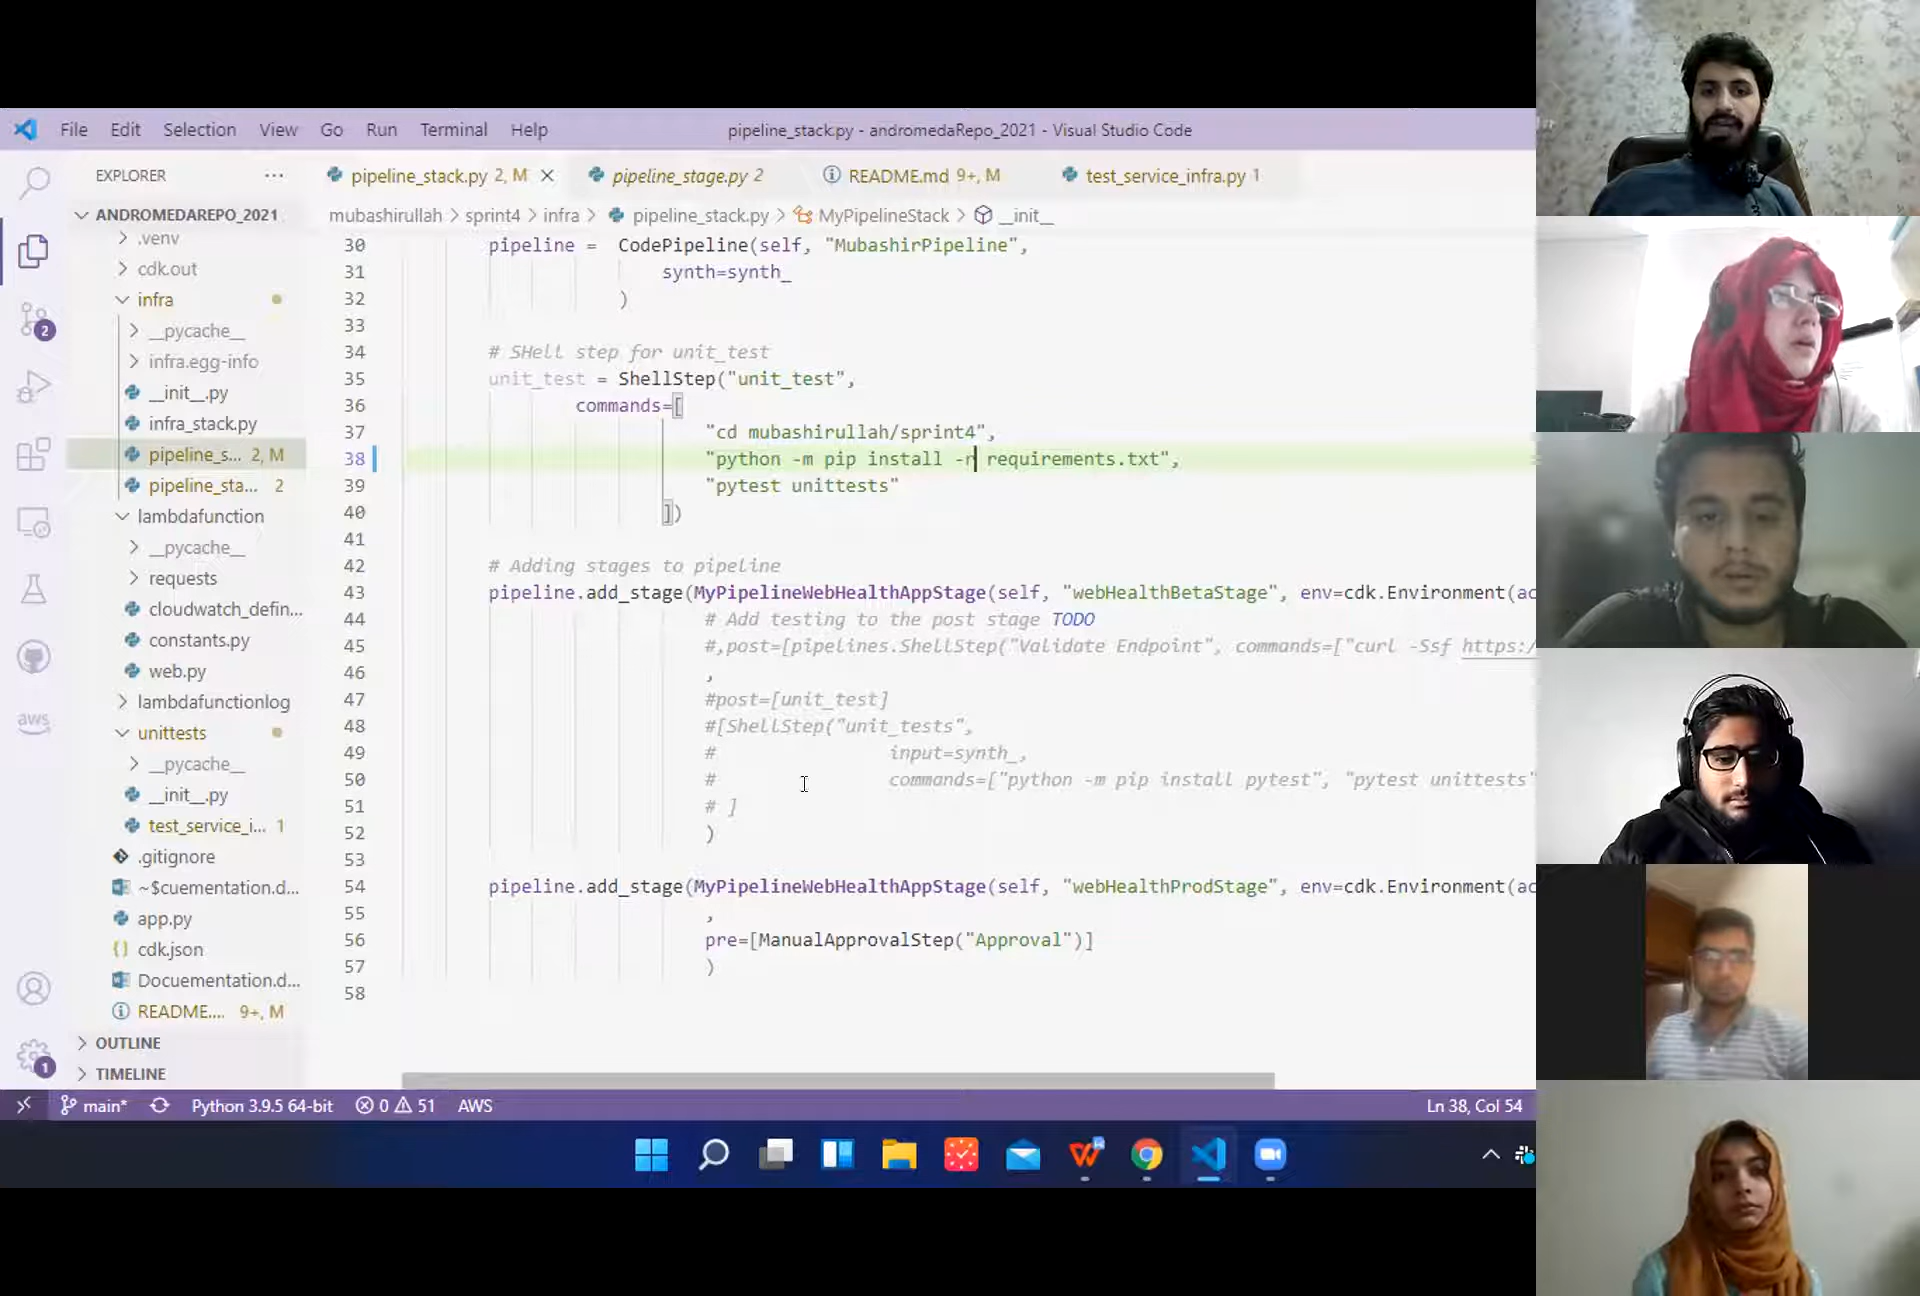 File Edit Selection View Go Run Terminal Help
pipeline_stack.py - andromedaRepo_2021 - Visual Studio Code
EXPLORER ...
pipeline_stack.py 2, M
pipeline_stage.py 2
README.md 9+, M
test_service_infra.py 1
ANDROMEDAREPO_2021
mubashirullah > sprint4 > infra > pipeline_stack.py > MyPipelineStack > __init__
.venv
cdk.out
infra
__pycache__
infra.egg-info
__init__.py
infra_stack.py
pipeline_s... 2, M
pipeline_sta... 2
lambdafunction
__pycache__
requests
cloudwatch_defin...
constants.py
web.py
lambdafunctionlog
unittests
__pycache__
__init__.py
test_service_i... 1
.gitignore
~$cuementation.d...
app.py
{} cdk.json
Docuementation.d...
README.... 9+, M
OUTLINE
TIMELINE
2
1
aws
30 pipeline = CodePipeline(self, "MubashirPipeline",
31 synth=synth_
32 )
33
34 # SHell step for unit_test
35 unit_test = ShellStep("unit_test",
36 commands=[
37 "cd mubashirullah/sprint4",
38 "python -m pip install -r requirements.txt",
39 "pytest unittests"
40 ])
41
42 # Adding stages to pipeline
43 pipeline.add_stage(MyPipelineWebHealthAppStage(self, "webHealthBetaStage", env=cdk.Environment(ac
44 # Add testing to the post stage TODO
45 #,post=[pipelines.ShellStep("Validate Endpoint", commands=["curl -Ssf https:/
46 ,
47 #post=[unit_test]
48 #[ShellStep("unit_tests",
49 # input=synth_,
50 # commands=["python -m pip install pytest", "pytest unittests"
51 # ]
52 )
53
54 pipeline.add_stage(MyPipelineWebHealthAppStage(self, "webHealthProdStage", env=cdk.Environment(ac
55 ,
56 pre=[ManualApprovalStep("Approval")]
57 )
58
main* Python 3.9.5 64-bit 0 51 AWS
Ln 38, Col 54